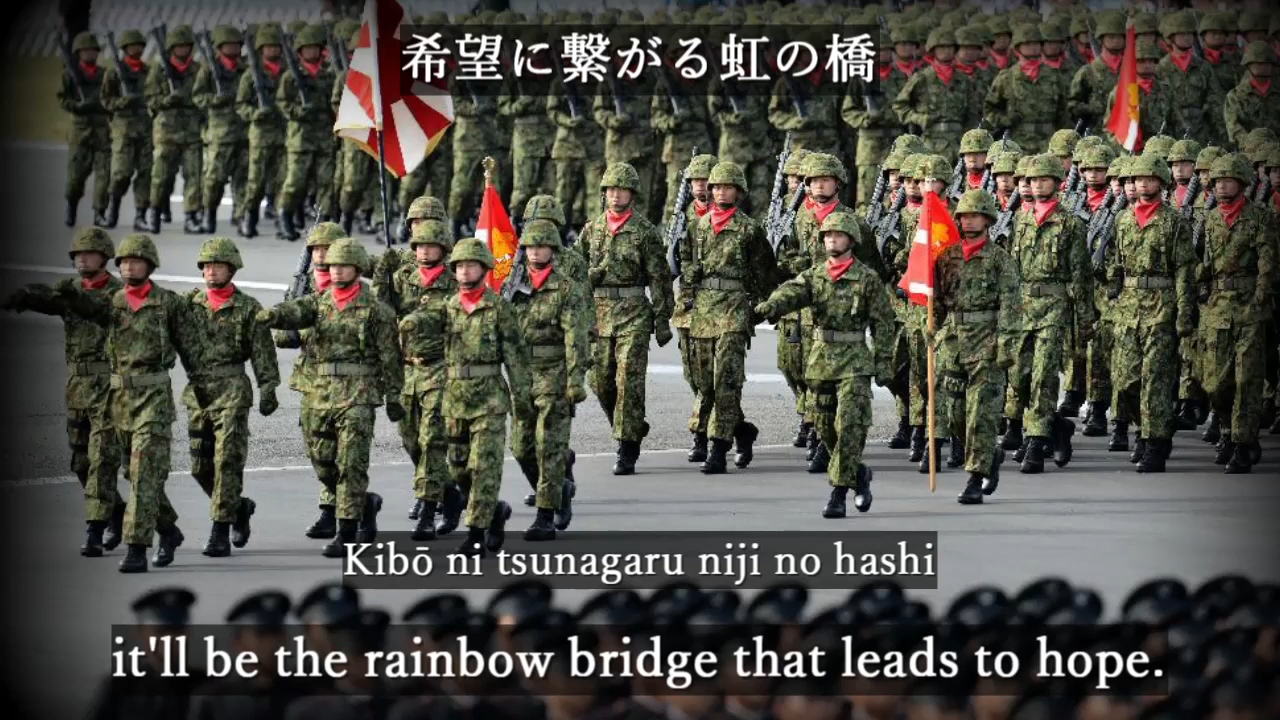 希望に繋がる虹の橋
Kibō ni tsunagaru niji no hashi
it'll be the rainbow bridge that leads to hope.